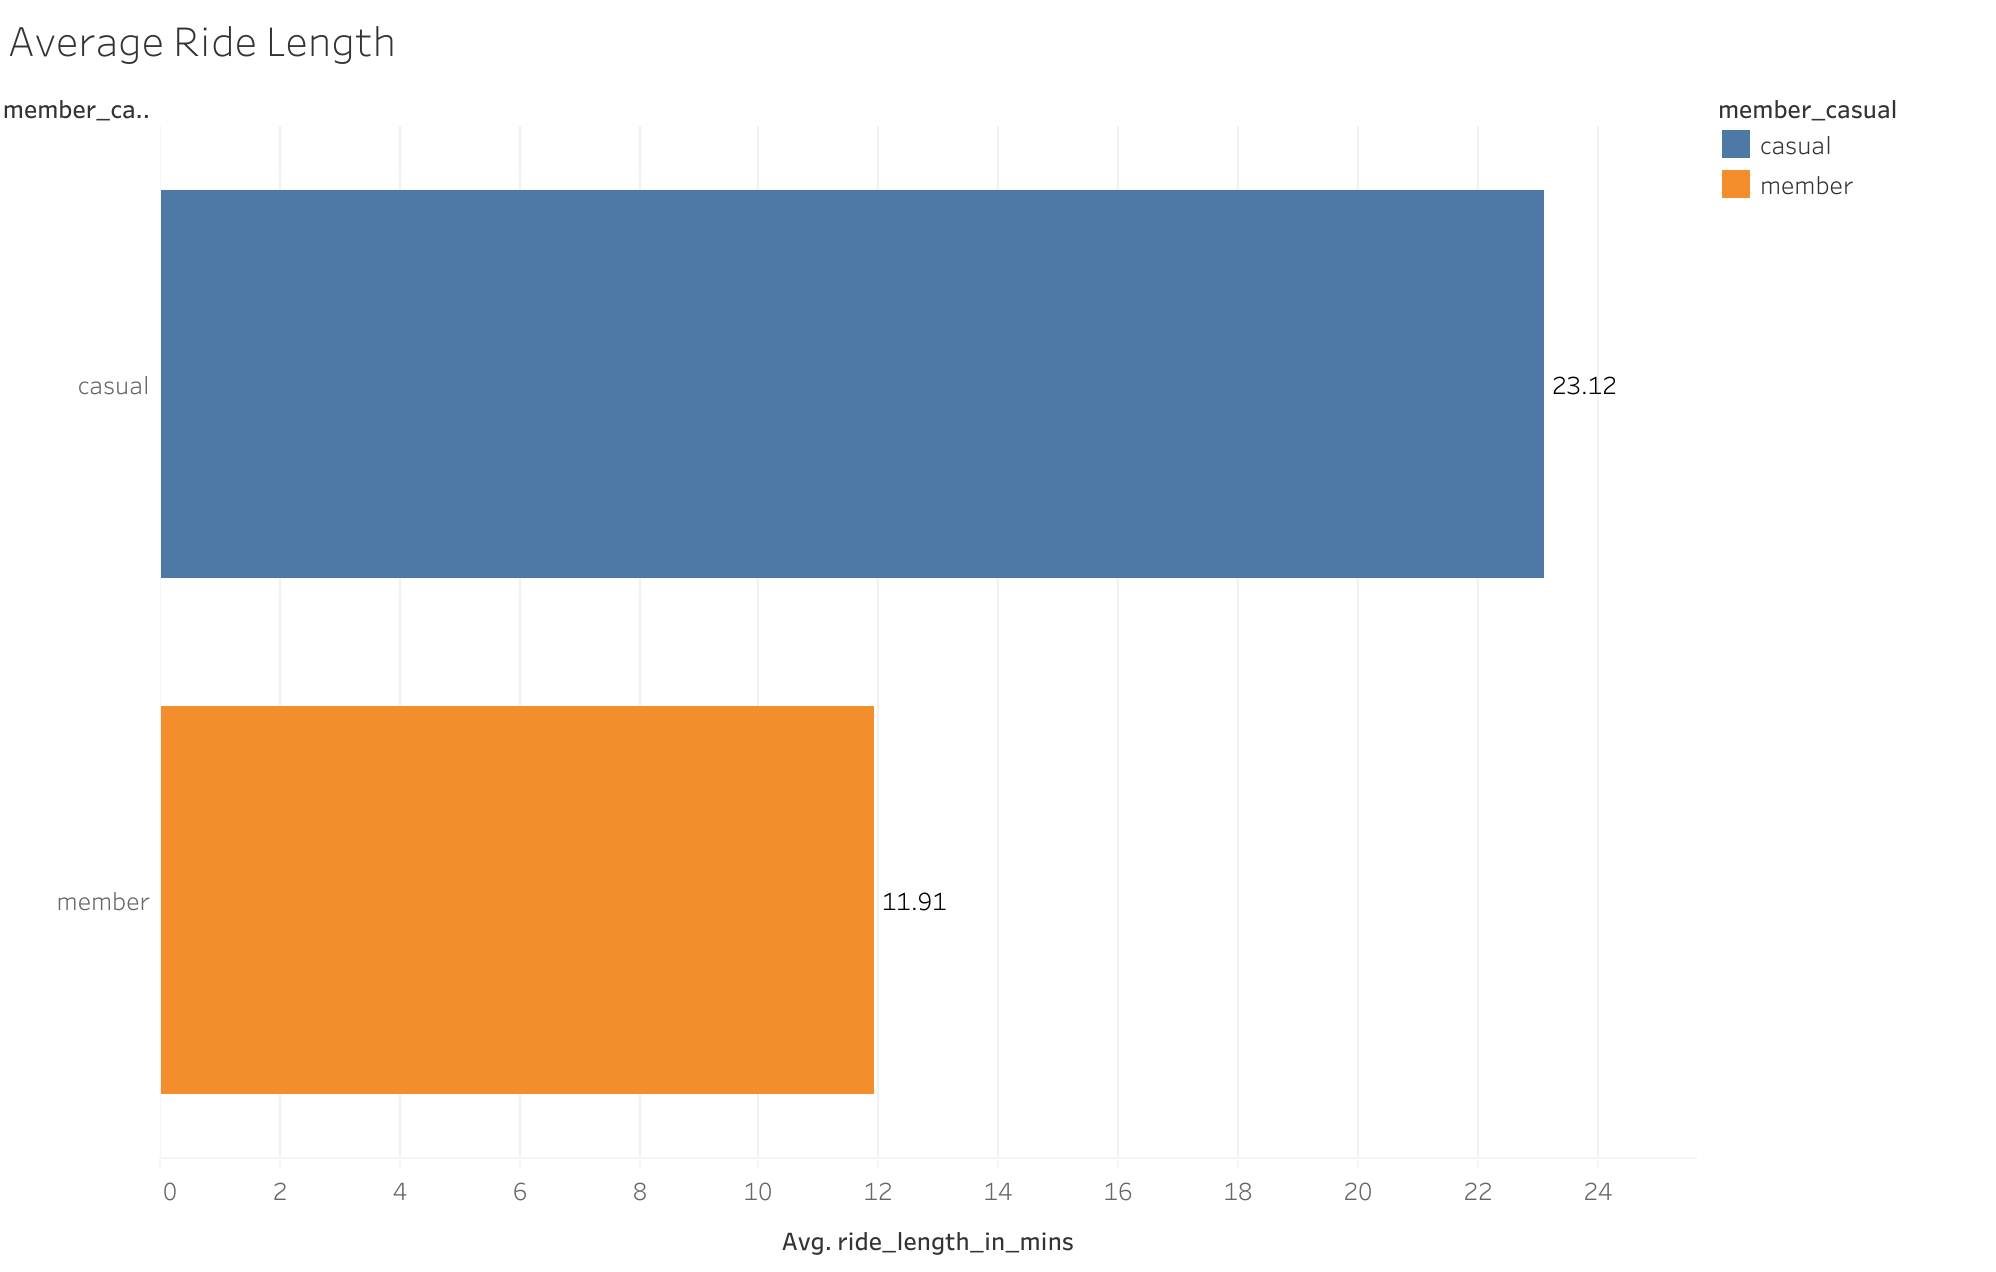 Average Ride Length
member_ca..
member_casual
casual
member
casual
23.12
member
11.91
0 2 4 6 8 10 12 14 16 18 20 22 24
Avg. ride_length_in_mins